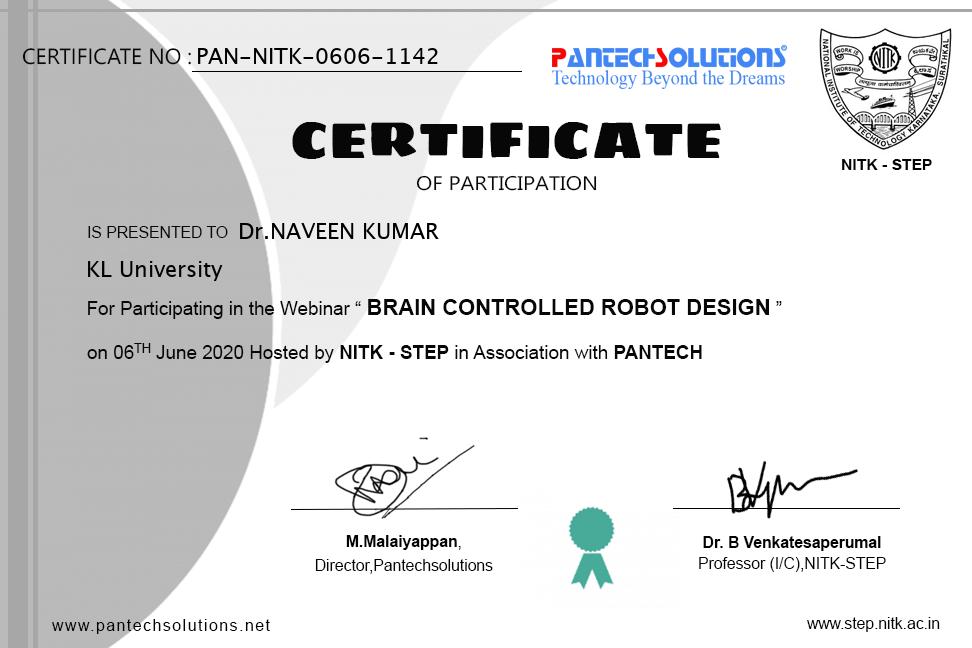 CERTIFICATE NO : PAN-NITK-0606-1142
PANTECHSOLUTIONS®
Technology Beyond the Dreams
NATIONAL INSTITUTE OF TECHNOLOGY KARNATAKA, SURATHKAL
WORK IS
WORSHIP
NITK
NITK - STEP
CERTIFICATE
OF PARTICIPATION
IS PRESENTED TO Dr.NAVEEN KUMAR
KL University
For Participating in the Webinar “ BRAIN CONTROLLED ROBOT DESIGN ”
on 06TH June 2020 Hosted by NITK - STEP in Association with PANTECH
M.Malaiyappan,
Director,Pantechsolutions
Dr. B Venkatesaperumal
Professor (I/C),NITK-STEP
www.pantechsolutions.net
www.step.nitk.ac.in